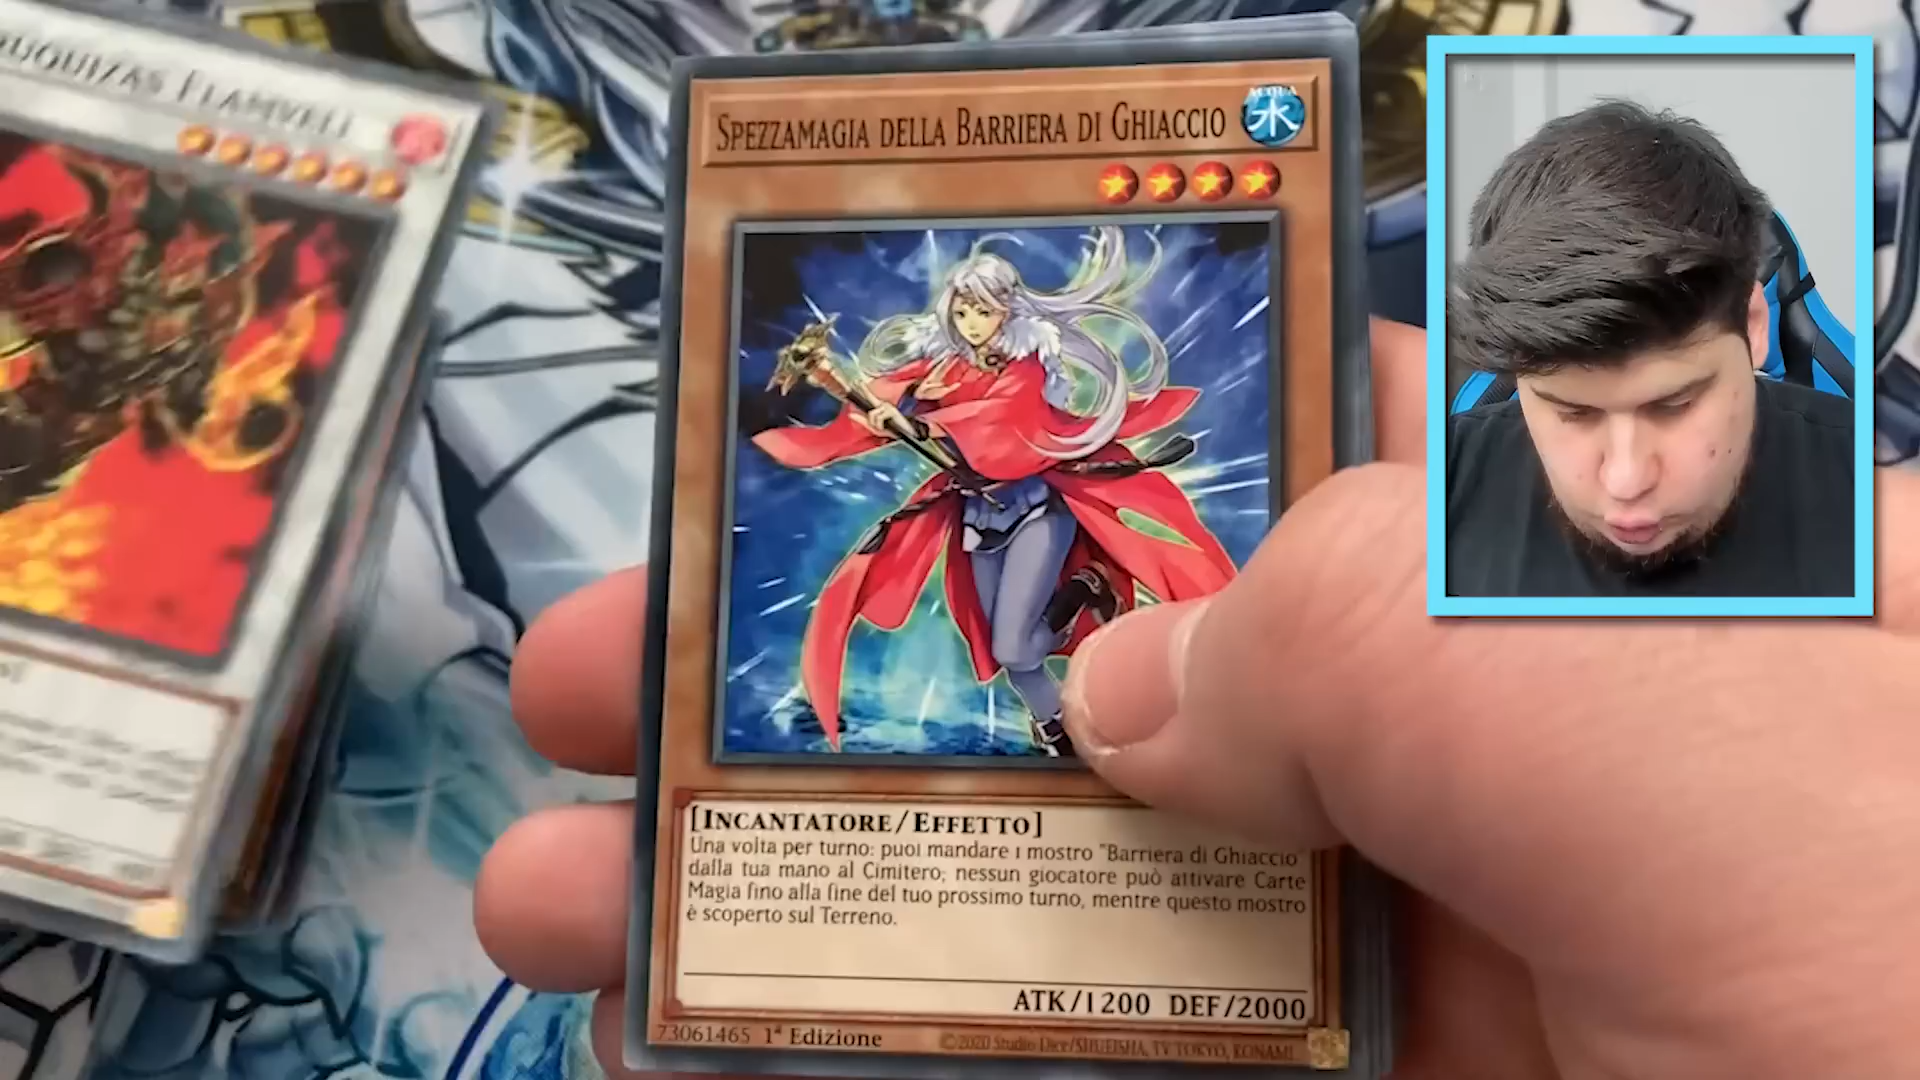 FLAMVELL
SPEZZAMAGIA DELLA BARRIERA DI GHIACCIO
ACQUA
水
[INCANTATORE/EFFETTO]
Una volta per turno: puoi mandare 1 mostro "Barriera di Ghiaccio"
dalla tua mano al Cimitero; nessun giocatore può attivare Carte
Magia fino alla fine del tuo prossimo turno, mentre questo mostro
è scoperto sul Terreno.
ATK/1200 DEF/2000
73061465 1ª Edizione
©2020 Studio Dice/SHUEISHA, TV TOKYO, KONAMI